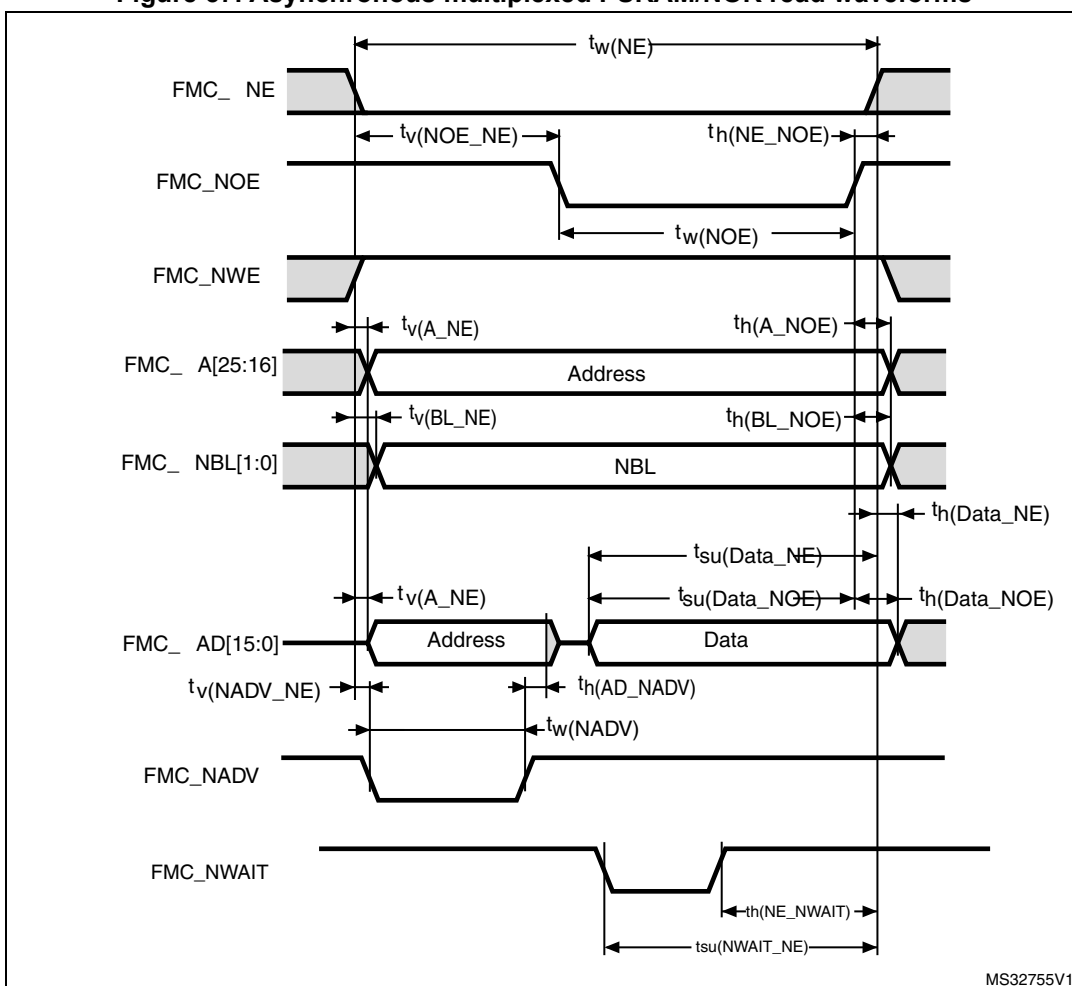 Figure 57. Asynchronous multiplexed PSRAM/NOR read waveforms
tw(NE)
FMC_ NE
tv(NOE_NE)
th(NE_NOE)
FMC_NOE
tw(NOE)
FMC_NWE
tv(A_NE)
th(A_NOE)
FMC_ A[25:16]
Address
tv(BL_NE)
th(BL_NOE)
FMC_ NBL[1:0]
NBL
th(Data_NE)
tsu(Data_NE)
tv(A_NE)
tsu(Data_NOE)
th(Data_NOE)
FMC_ AD[15:0]
Address
Data
tv(NADV_NE)
th(AD_NADV)
tw(NADV)
FMC_NADV
FMC_NWAIT
th(NE_NWAIT)
tsu(NWAIT_NE)
MS32755V1